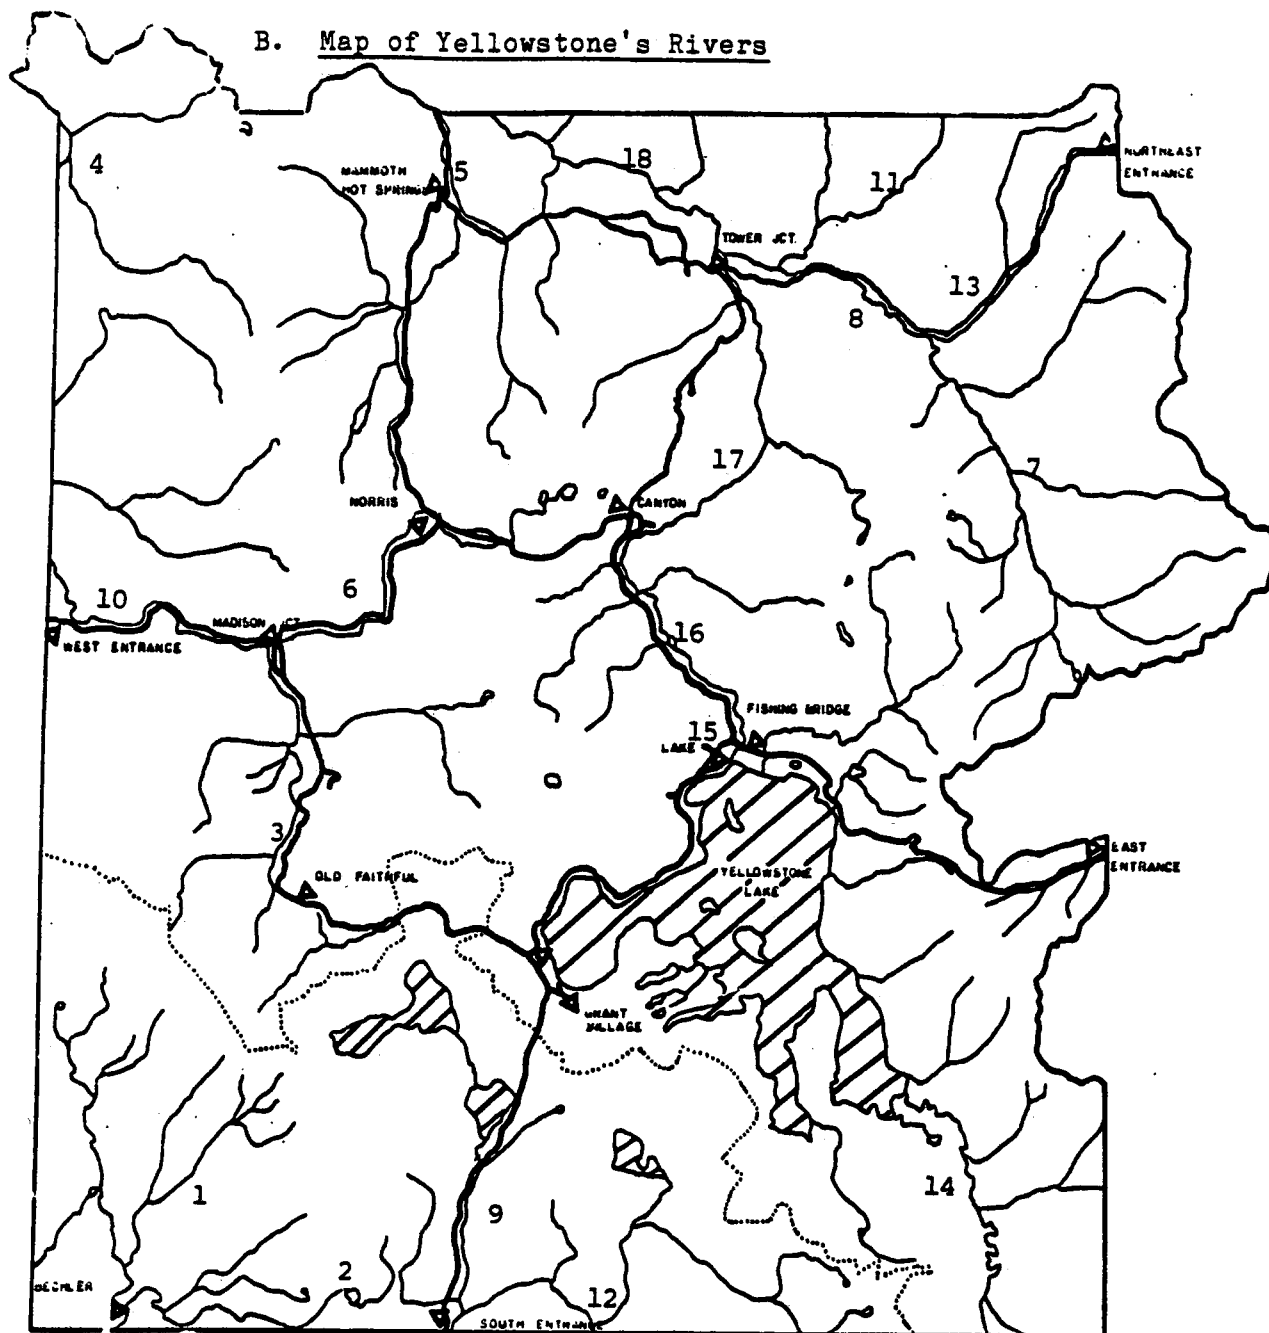 B. Map of Yellowstone's Rivers
4
MAMMOTH
HOT SPRINGS
5
18
11
NORTHEAST
ENTRANCE
TOWER JCT.
13
8
17
7
NORRIS
CANYON
6
10
MADISON JCT
WEST ENTRANCE
16
FISHING BRIDGE
15
LAKE
3
OLD FAITHFUL
YELLOWSTONE
LAKE
EAST
ENTRANCE
GRANT
VILLAGE
1
14
9
2
BECHLER
12
SOUTH ENTRANCE